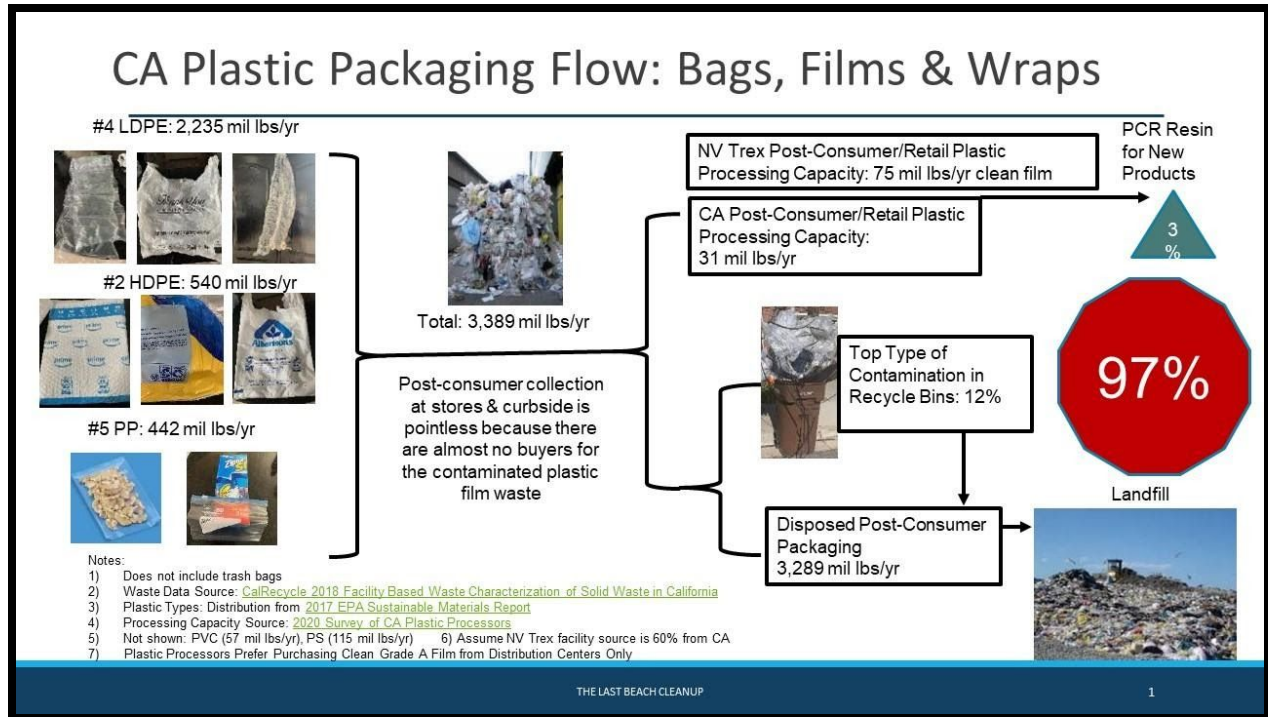 CA Plastic Packaging Flow: Bags, Films & Wraps
#4 LDPE: 2,235 mil lbs/yr
#2 HDPE: 540 mil lbs/yr
prime
prime
prime
Albertsons
#5 PP: 442 mil lbs/yr
Total: 3,389 mil lbs/yr
Post-consumer collection
at stores & curbside is
pointless because there
are almost no buyers for
the contaminated plastic
film waste
NV Trex Post-Consumer/Retail Plastic
Processing Capacity: 75 mil lbs/yr clean film
CA Post-Consumer/Retail Plastic
Processing Capacity:
31 mil lbs/yr
PCR Resin
for New
Products
3
%
Top Type of
Contamination in
Recycle Bins: 12%
97%
Landfill
Disposed Post-Consumer
Packaging
3,289 mil lbs/yr
Notes:
1) Does not include trash bags
2) Waste Data Source: CalRecycle 2018 Facility Based Waste Characterization of Solid Waste in California
3) Plastic Types: Distribution from 2017 EPA Sustainable Materials Report
4) Processing Capacity Source: 2020 Survey of CA Plastic Processors
5) Not shown: PVC (57 mil lbs/yr), PS (115 mil lbs/yr) 6) Assume NV Trex facility source is 60% from CA
7) Plastic Processors Prefer Purchasing Clean Grade A Film from Distribution Centers Only
THE LAST BEACH CLEANUP
1